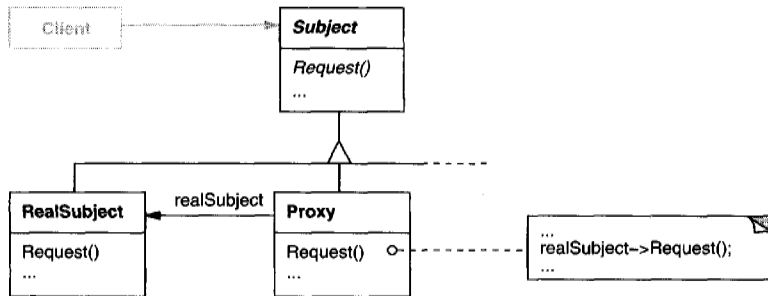 Client
Subject
Request()
...
realSubject
RealSubject
Request()
...
Proxy
Request()
...
...
realSubject->Request();
...